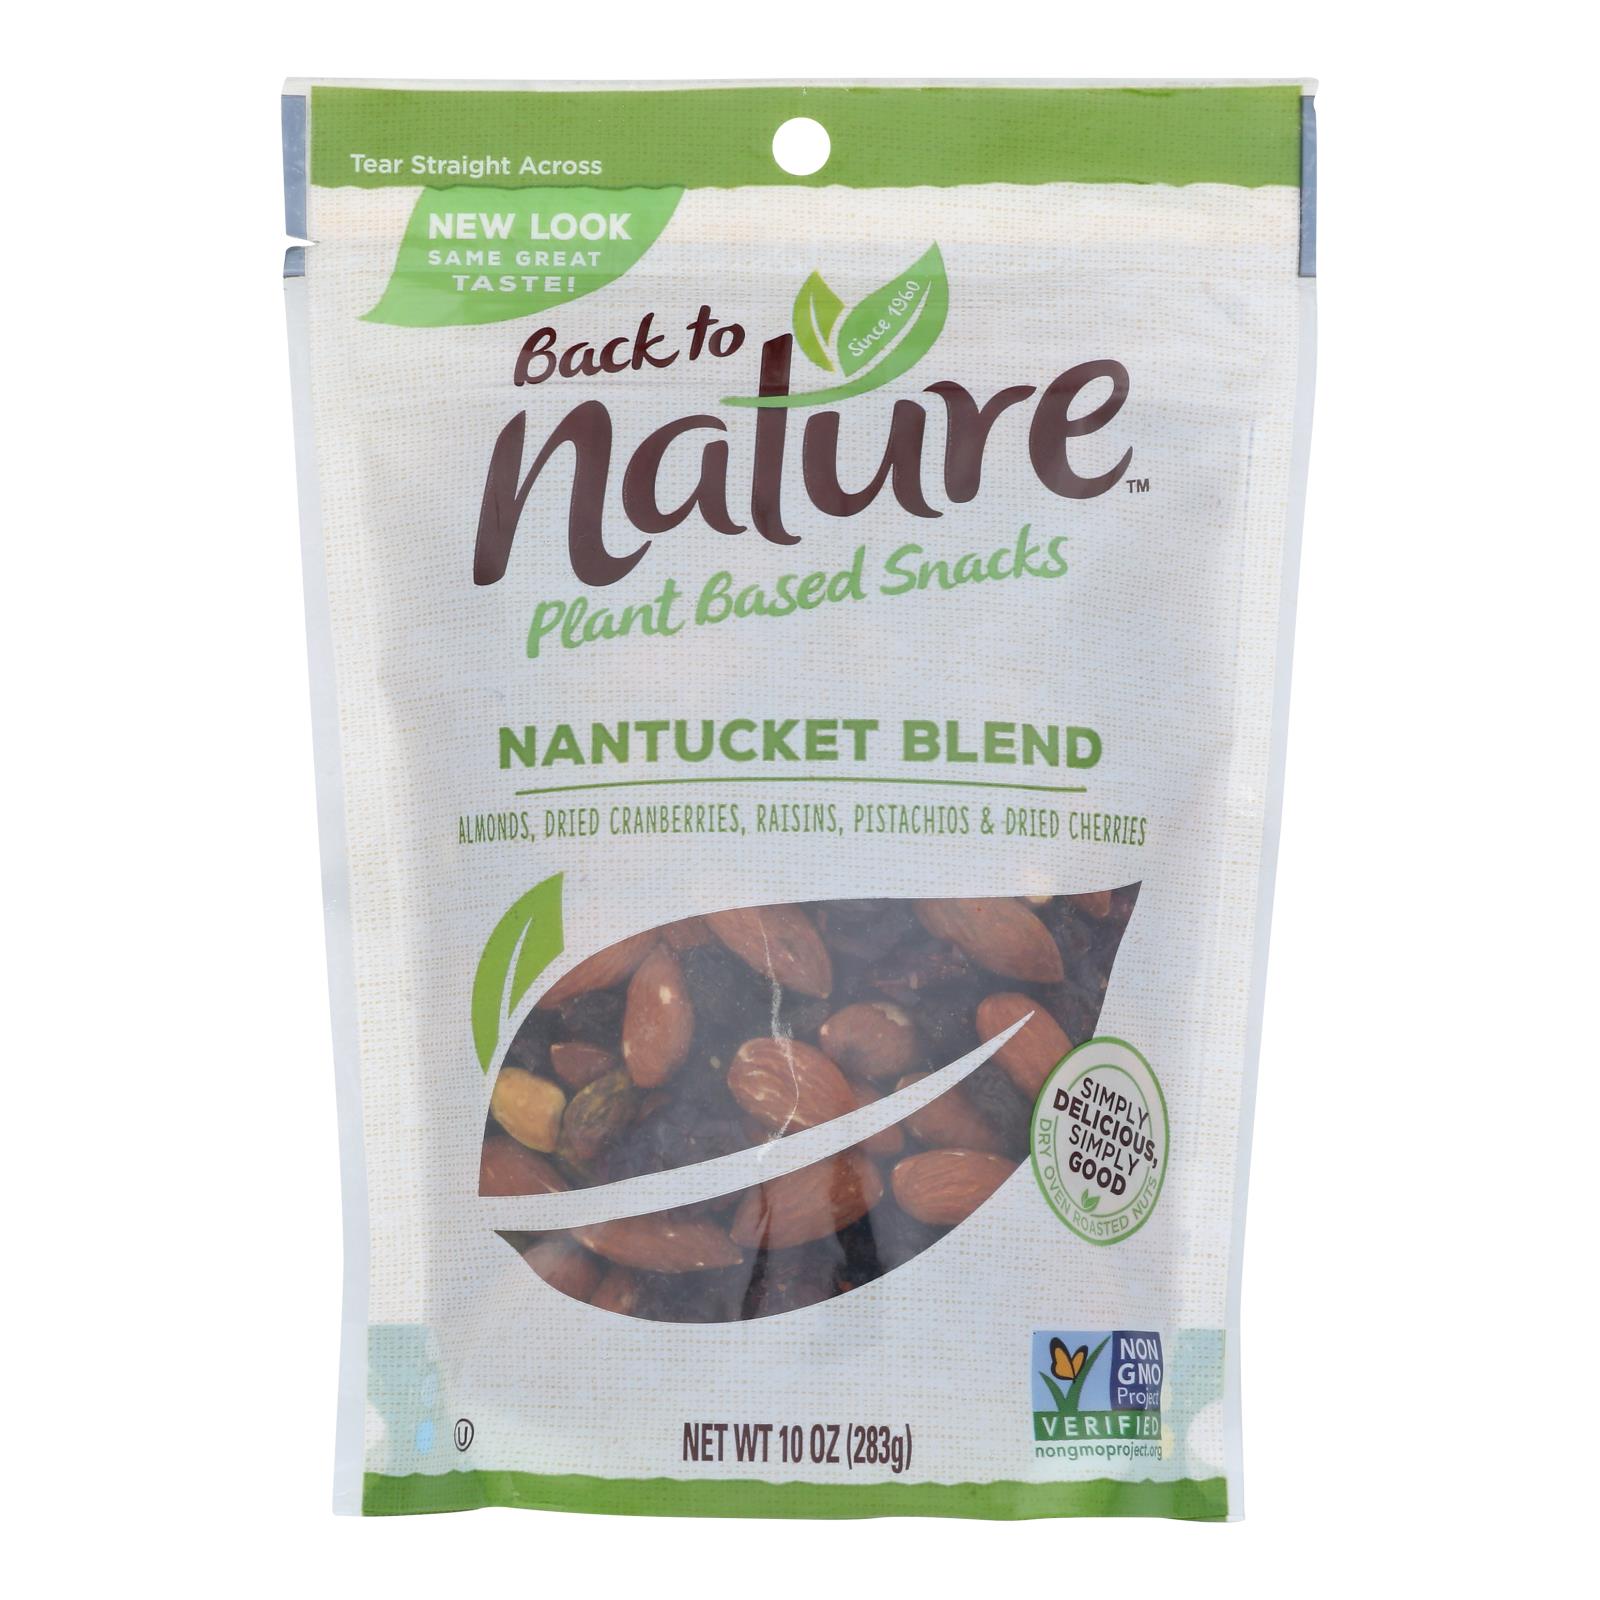 Tear Straight Across
NEW LOOK
SAME GREAT
TASTE!
Back to
Since 1960
nature™
Plant Based Snacks
NANTUCKET BLEND
ALMONDS, DRIED CRANBERRIES, RAISINS, PISTACHIOS & DRIED CHERRIES
SIMPLY
DELICIOUS,
SIMPLY
GOOD
DRY OVEN ROASTED NUTS
NON
GMO
Project
VERIFIED
nongmoproject.org
U
NET WT 10 OZ (283g)